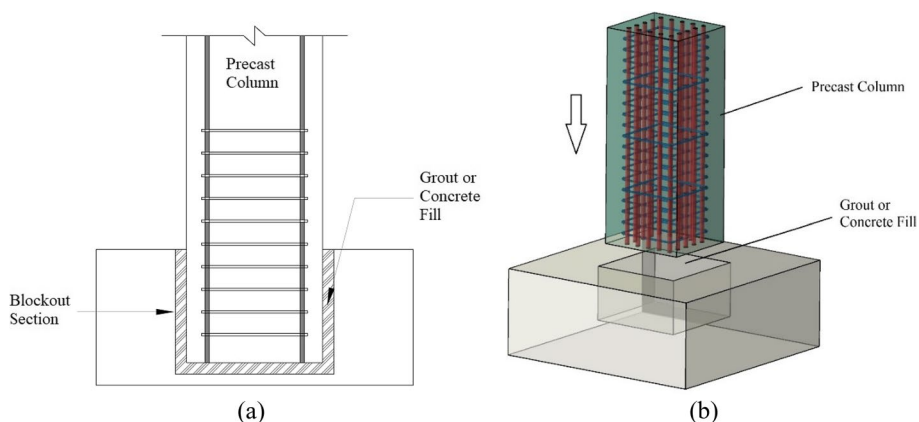 Precast
Column
Grout or
Concrete
Fill
Blockout
Section
(a)
Precast Column
Grout or
Concrete Fill
(b)